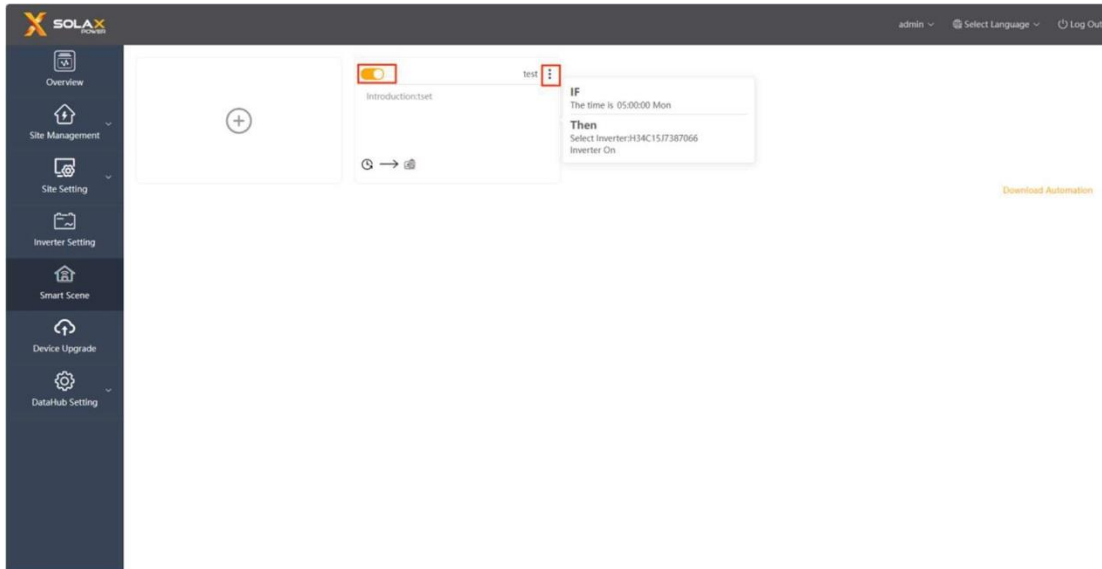 SOLAX
POWER
admin
Select Language
Log Out
Overview
Site Management
Site Setting
Inverter Setting
Smart Scene
Device Upgrade
DataHub Setting
test
Introduction:tset
IF
The time is 05:00:00 Mon
Then
Select Inverter:H34C15J7387066
Inverter On
Download Automation